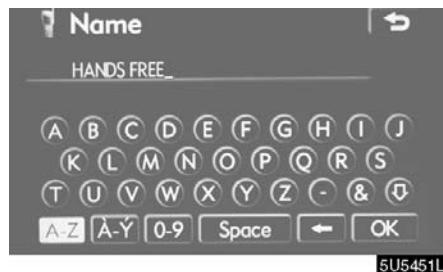 Name
HANDS FREE_
A B C D E F G H I J
K L M N O P Q R S
T U V W X Y Z - &
A-Z À-Ý 0-9 Space ← OK
5U5451L